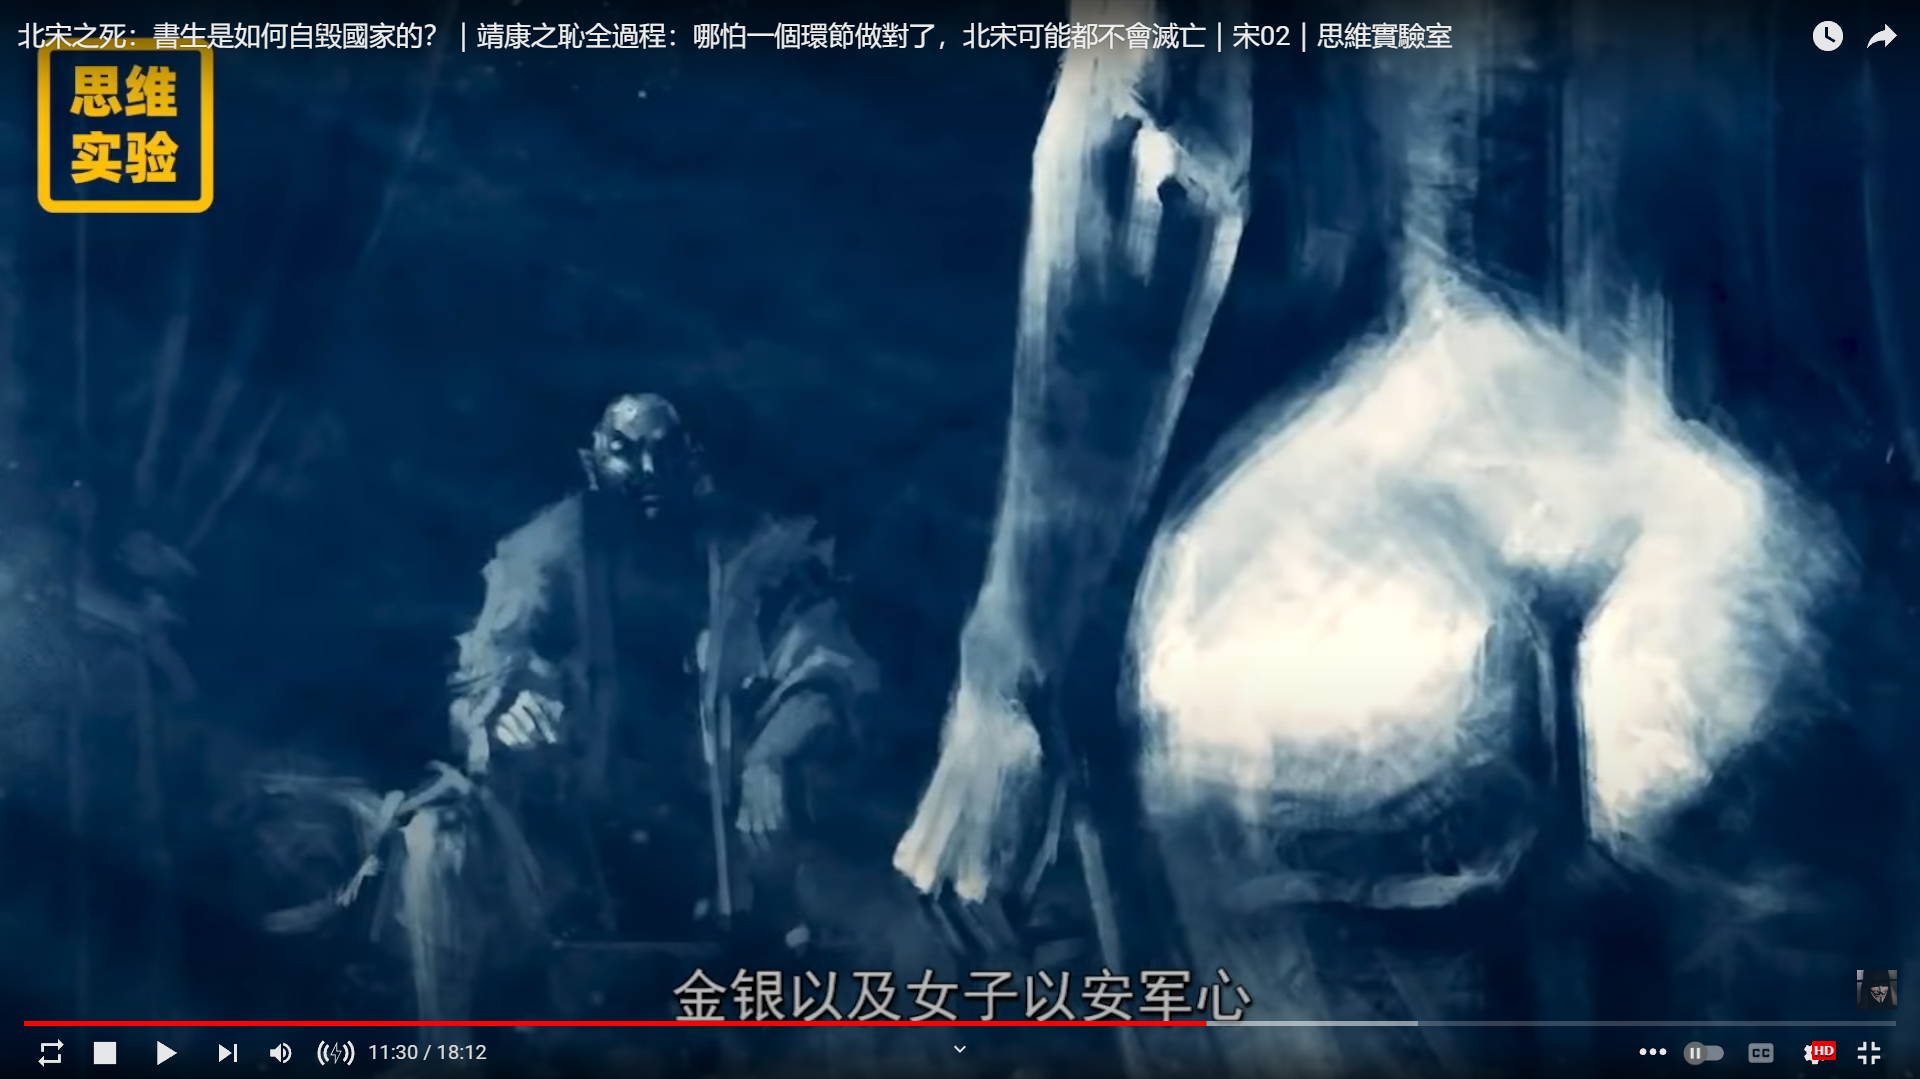 北宋之死：書生是如何自毀國家的？｜靖康之恥全過程：哪怕一個環節做對了，北宋可能都不會滅亡｜宋02｜思維實驗室
思维
实验
金银以及女子以安军心
11:30 / 18:12
CC
HD